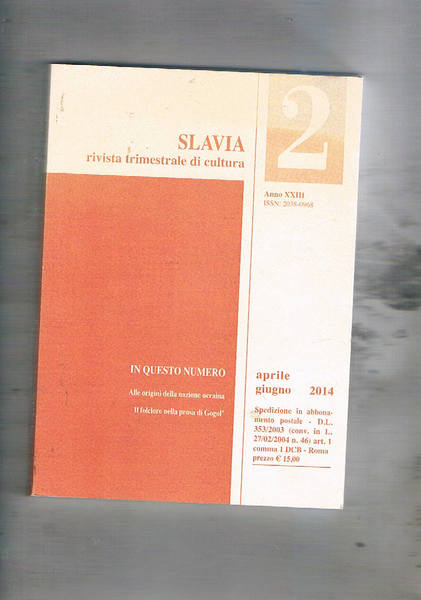 2
SLAVIA
rivista trimestrale di cultura
Anno XXIII
ISSN: 2038-0968
IN QUESTO NUMERO
Alle origini della nazione ucraina
Il folclore nella prosa di Gogol'
aprile
giugno 2014
Spedizione in abbona-
mento postale - D.L.
353/2003 (conv. in L.
27/02/2004 n. 46) art. 1
comma 1 DCB - Roma
prezzo € 15,00